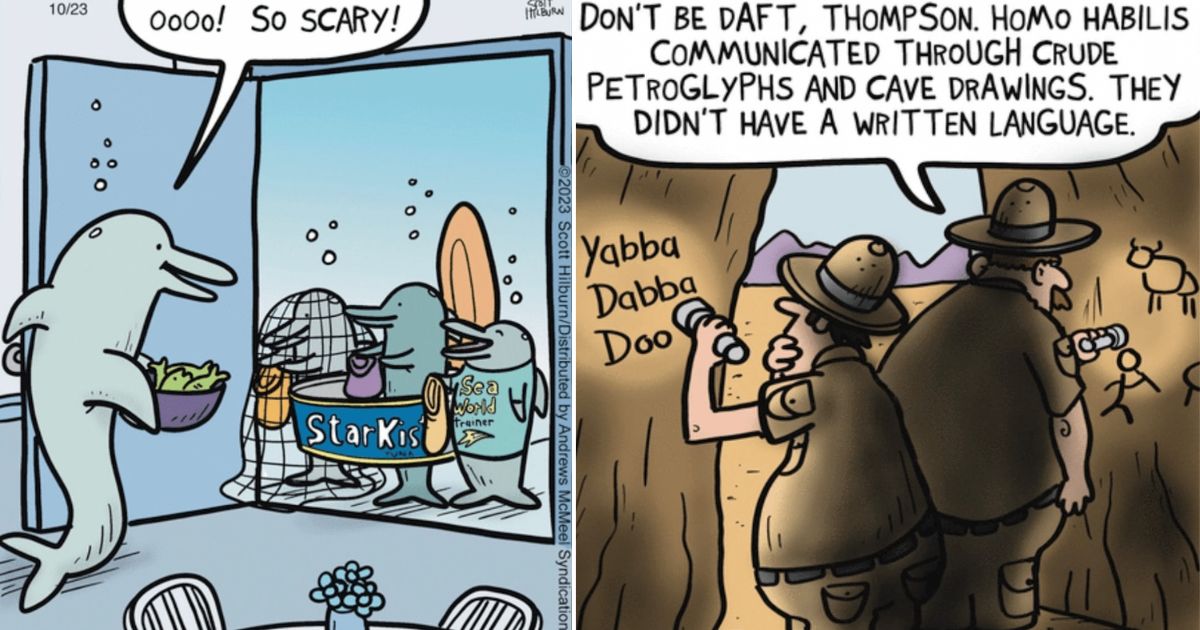 10/23
OOOO! SO SCARY!
SCOTT
HILBURN
StarKis
TUNA
Sea
World
trainer
©2023 Scott Hilburn/Distributed by Andrews McMeel Syndication
DON'T BE DAFT, THOMPSON. HOMO HABILIS
COMMUNICATED THROUGH CRUDE
PETROGLYPHS AND CAVE DRAWINGS. THEY
DIDN'T HAVE A WRITTEN LANGUAGE.
Yabba
Dabba
Doo